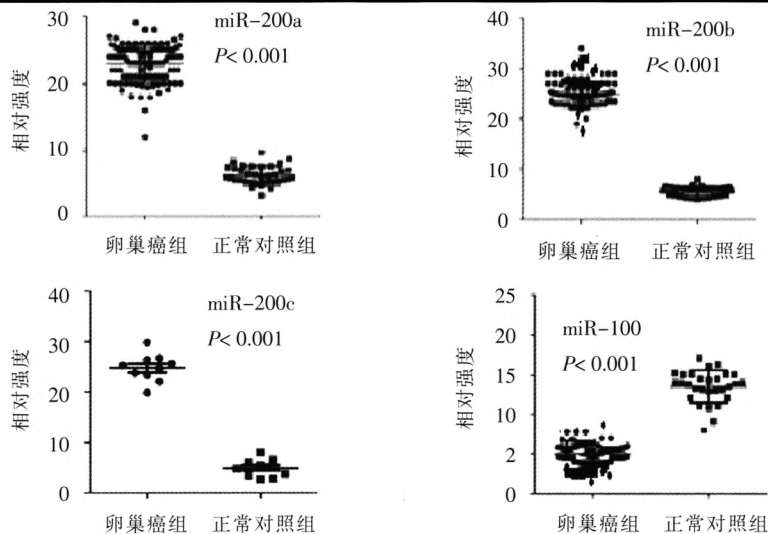 miR-200a
P< 0.001
相对强度
30
20
10
0
卵巢癌组 正常对照组
miR-200b
P< 0.001
相对强度
40
30
20
10
0
卵巢癌组 正常对照组
miR-200c
P< 0.001
相对强度
40
30
20
10
0
卵巢癌组 正常对照组
miR-100
P< 0.001
相对强度
25
20
15
10
2
0
卵巢癌组 正常对照组